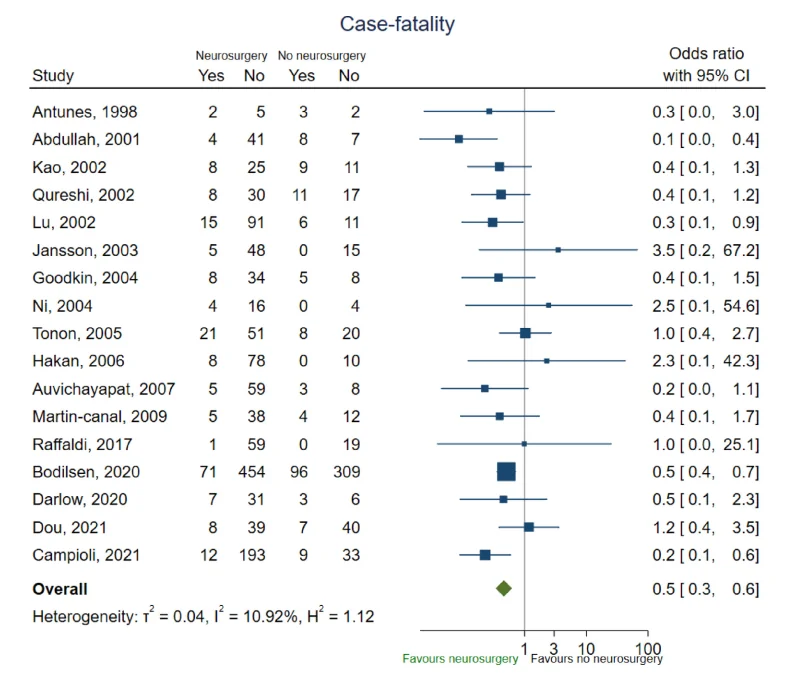 Case-fatality
Neurosurgery No neurosurgery Odds ratio
Study Yes No Yes No with 95% CI
Antunes, 1998 2 5 3 2 0.3 [ 0.0, 3.0]
Abdullah, 2001 4 41 8 7 0.1 [ 0.0, 0.4]
Kao, 2002 8 25 9 11 0.4 [ 0.1, 1.3]
Qureshi, 2002 8 30 11 17 0.4 [ 0.1, 1.2]
Lu, 2002 15 91 6 11 0.3 [ 0.1, 0.9]
Jansson, 2003 5 48 0 15 3.5 [ 0.2, 67.2]
Goodkin, 2004 8 34 5 8 0.4 [ 0.1, 1.5]
Ni, 2004 4 16 0 4 2.5 [ 0.1, 54.6]
Tonon, 2005 21 51 8 20 1.0 [ 0.4, 2.7]
Hakan, 2006 8 78 0 10 2.3 [ 0.1, 42.3]
Auvichayapat, 2007 5 59 3 8 0.2 [ 0.0, 1.1]
Martin-canal, 2009 5 38 4 12 0.4 [ 0.1, 1.7]
Raffaldi, 2017 1 59 0 19 1.0 [ 0.0, 25.1]
Bodilsen, 2020 71 454 96 309 0.5 [ 0.4, 0.7]
Darlow, 2020 7 31 3 6 0.5 [ 0.1, 2.3]
Dou, 2021 8 39 7 40 1.2 [ 0.4, 3.5]
Campioli, 2021 12 193 9 33 0.2 [ 0.1, 0.6]
Overall 0.5 [ 0.3, 0.6]
Heterogeneity: τ² = 0.04, I² = 10.92%, H² = 1.12
1 3 10 100
Favours neurosurgery Favours no neurosurgery